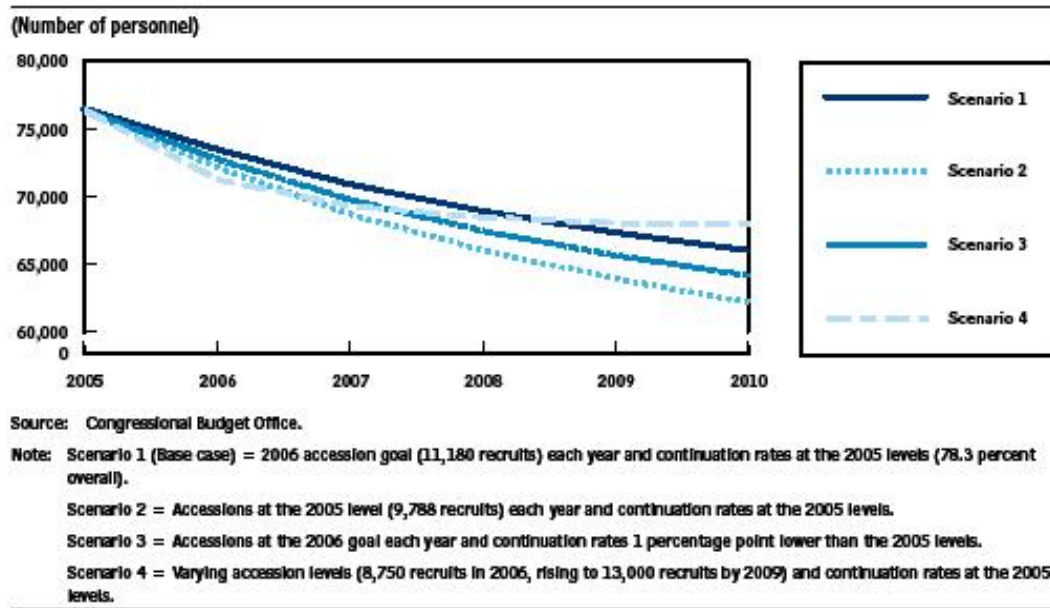 (Number of personnel)
80,000
75,000
70,000
65,000
60,000
0
2005 2006 2007 2008 2009 2010
Scenario 1
Scenario 2
Scenario 3
Scenario 4
Source: Congressional Budget Office.
Note: Scenario 1 (Base case) = 2006 accession goal (11,180 recruits) each year and continuation rates at the 2005 levels (78.3 percent
overall).
Scenario 2 = Accessions at the 2005 level (9,788 recruits) each year and continuation rates at the 2005 levels.
Scenario 3 = Accessions at the 2006 goal each year and continuation rates 1 percentage point lower than the 2005 levels.
Scenario 4 = Varying accession levels (8,750 recruits in 2006, rising to 13,000 recruits by 2009) and continuation rates at the 2005
levels.